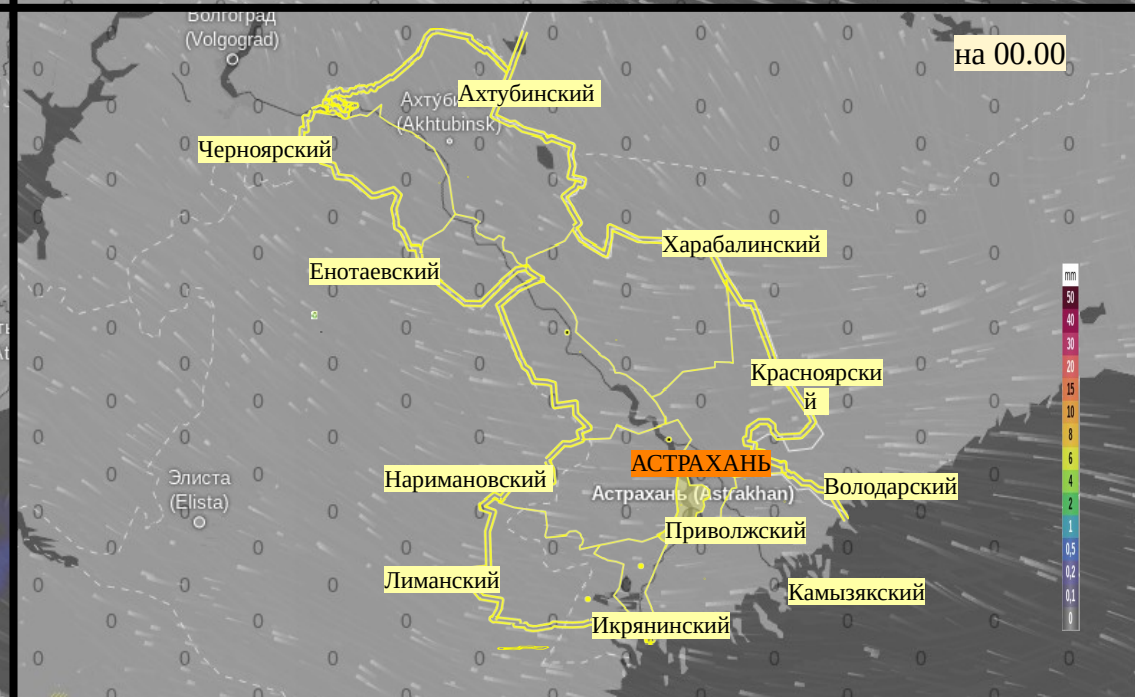 Волгоград
(Volgograd)
на 00.00
Ахтубинский
(Akhtubinsk)
Черноярский
Харабалинский
Енотаевский
mm
50
40
30
20
15
10
8
6
4
2
1
0,5
0,2
0,1
0
Красноярски
й
АСТРАХАНЬ
Нариманoвский
Элиста
(Elista)
Астрахань (Astrakhan)
Володарский
Приволжский
Лиманский
Камызякский
Икрянинский